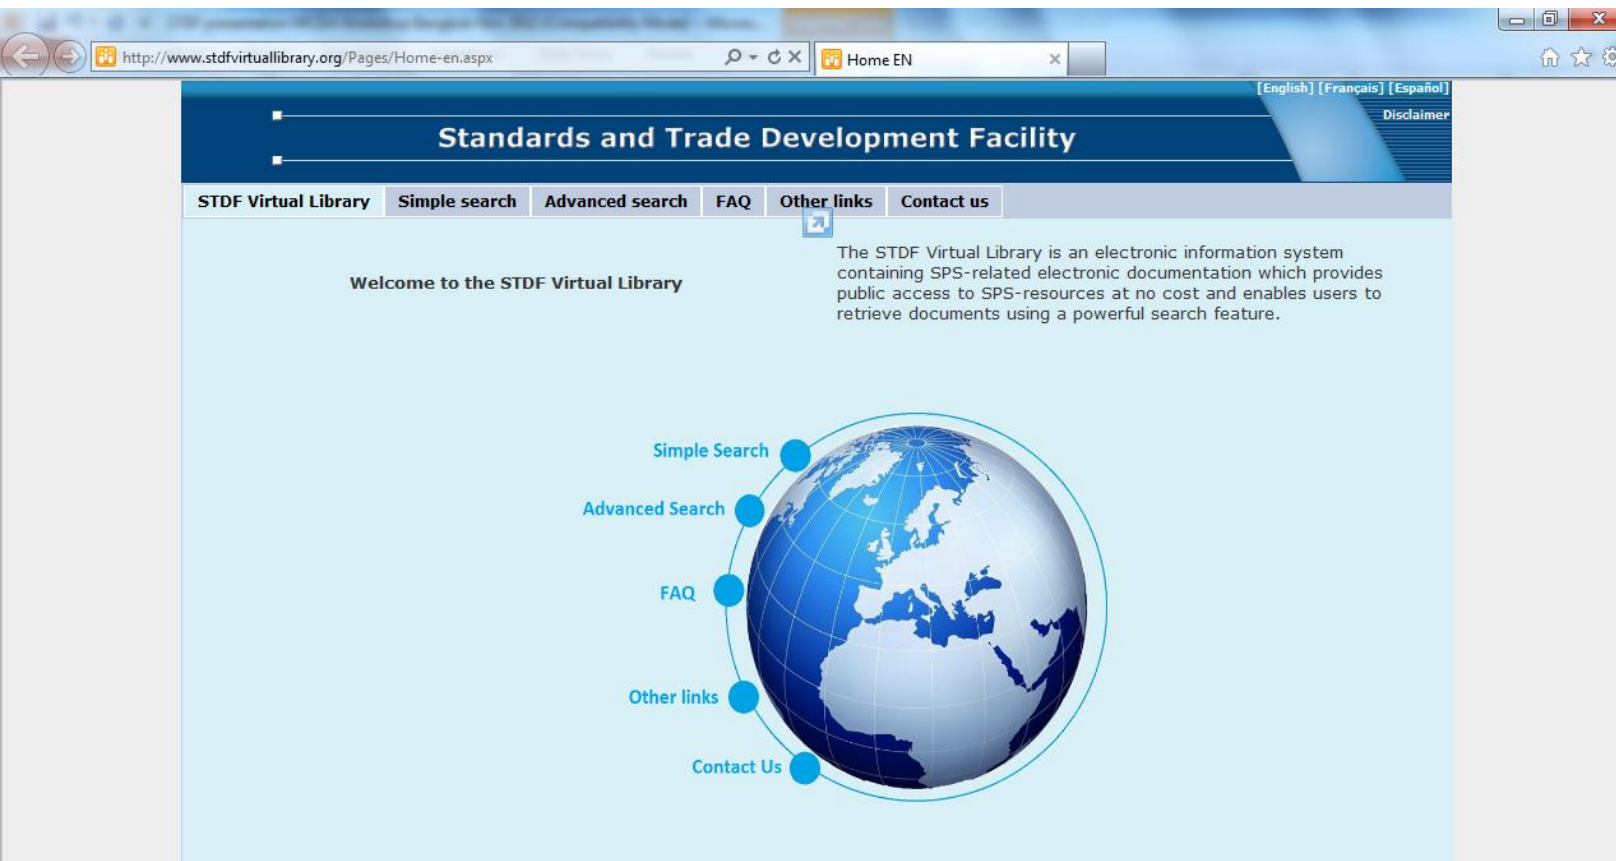 http://www.stdfvirtuallibrary.org/Pages/Home-en.aspx
Home EN
[English] [Français] [Español]
Disclaimer
Standards and Trade Development Facility
STDF Virtual Library Simple search Advanced search FAQ Other links Contact us
Welcome to the STDF Virtual Library
The STDF Virtual Library is an electronic information system
containing SPS-related electronic documentation which provides
public access to SPS-resources at no cost and enables users to
retrieve documents using a powerful search feature.
Simple Search
Advanced Search
FAQ
Other links
Contact Us